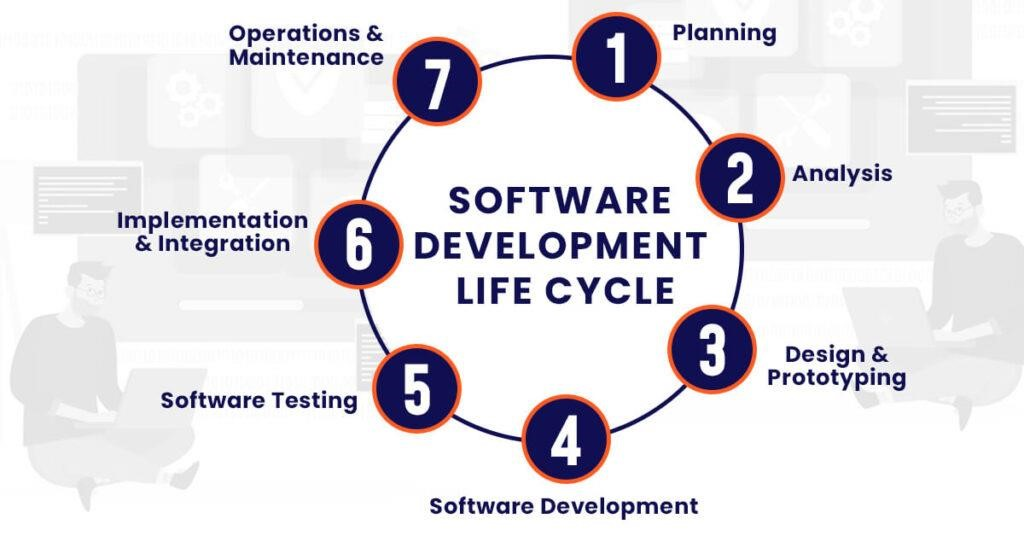 SOFTWARE
DEVELOPMENT
LIFE CYCLE
1
Planning
2
Analysis
3
Design &
Prototyping
4
Software Development
5
Software Testing
6
Implementation
& Integration
7
Operations &
Maintenance